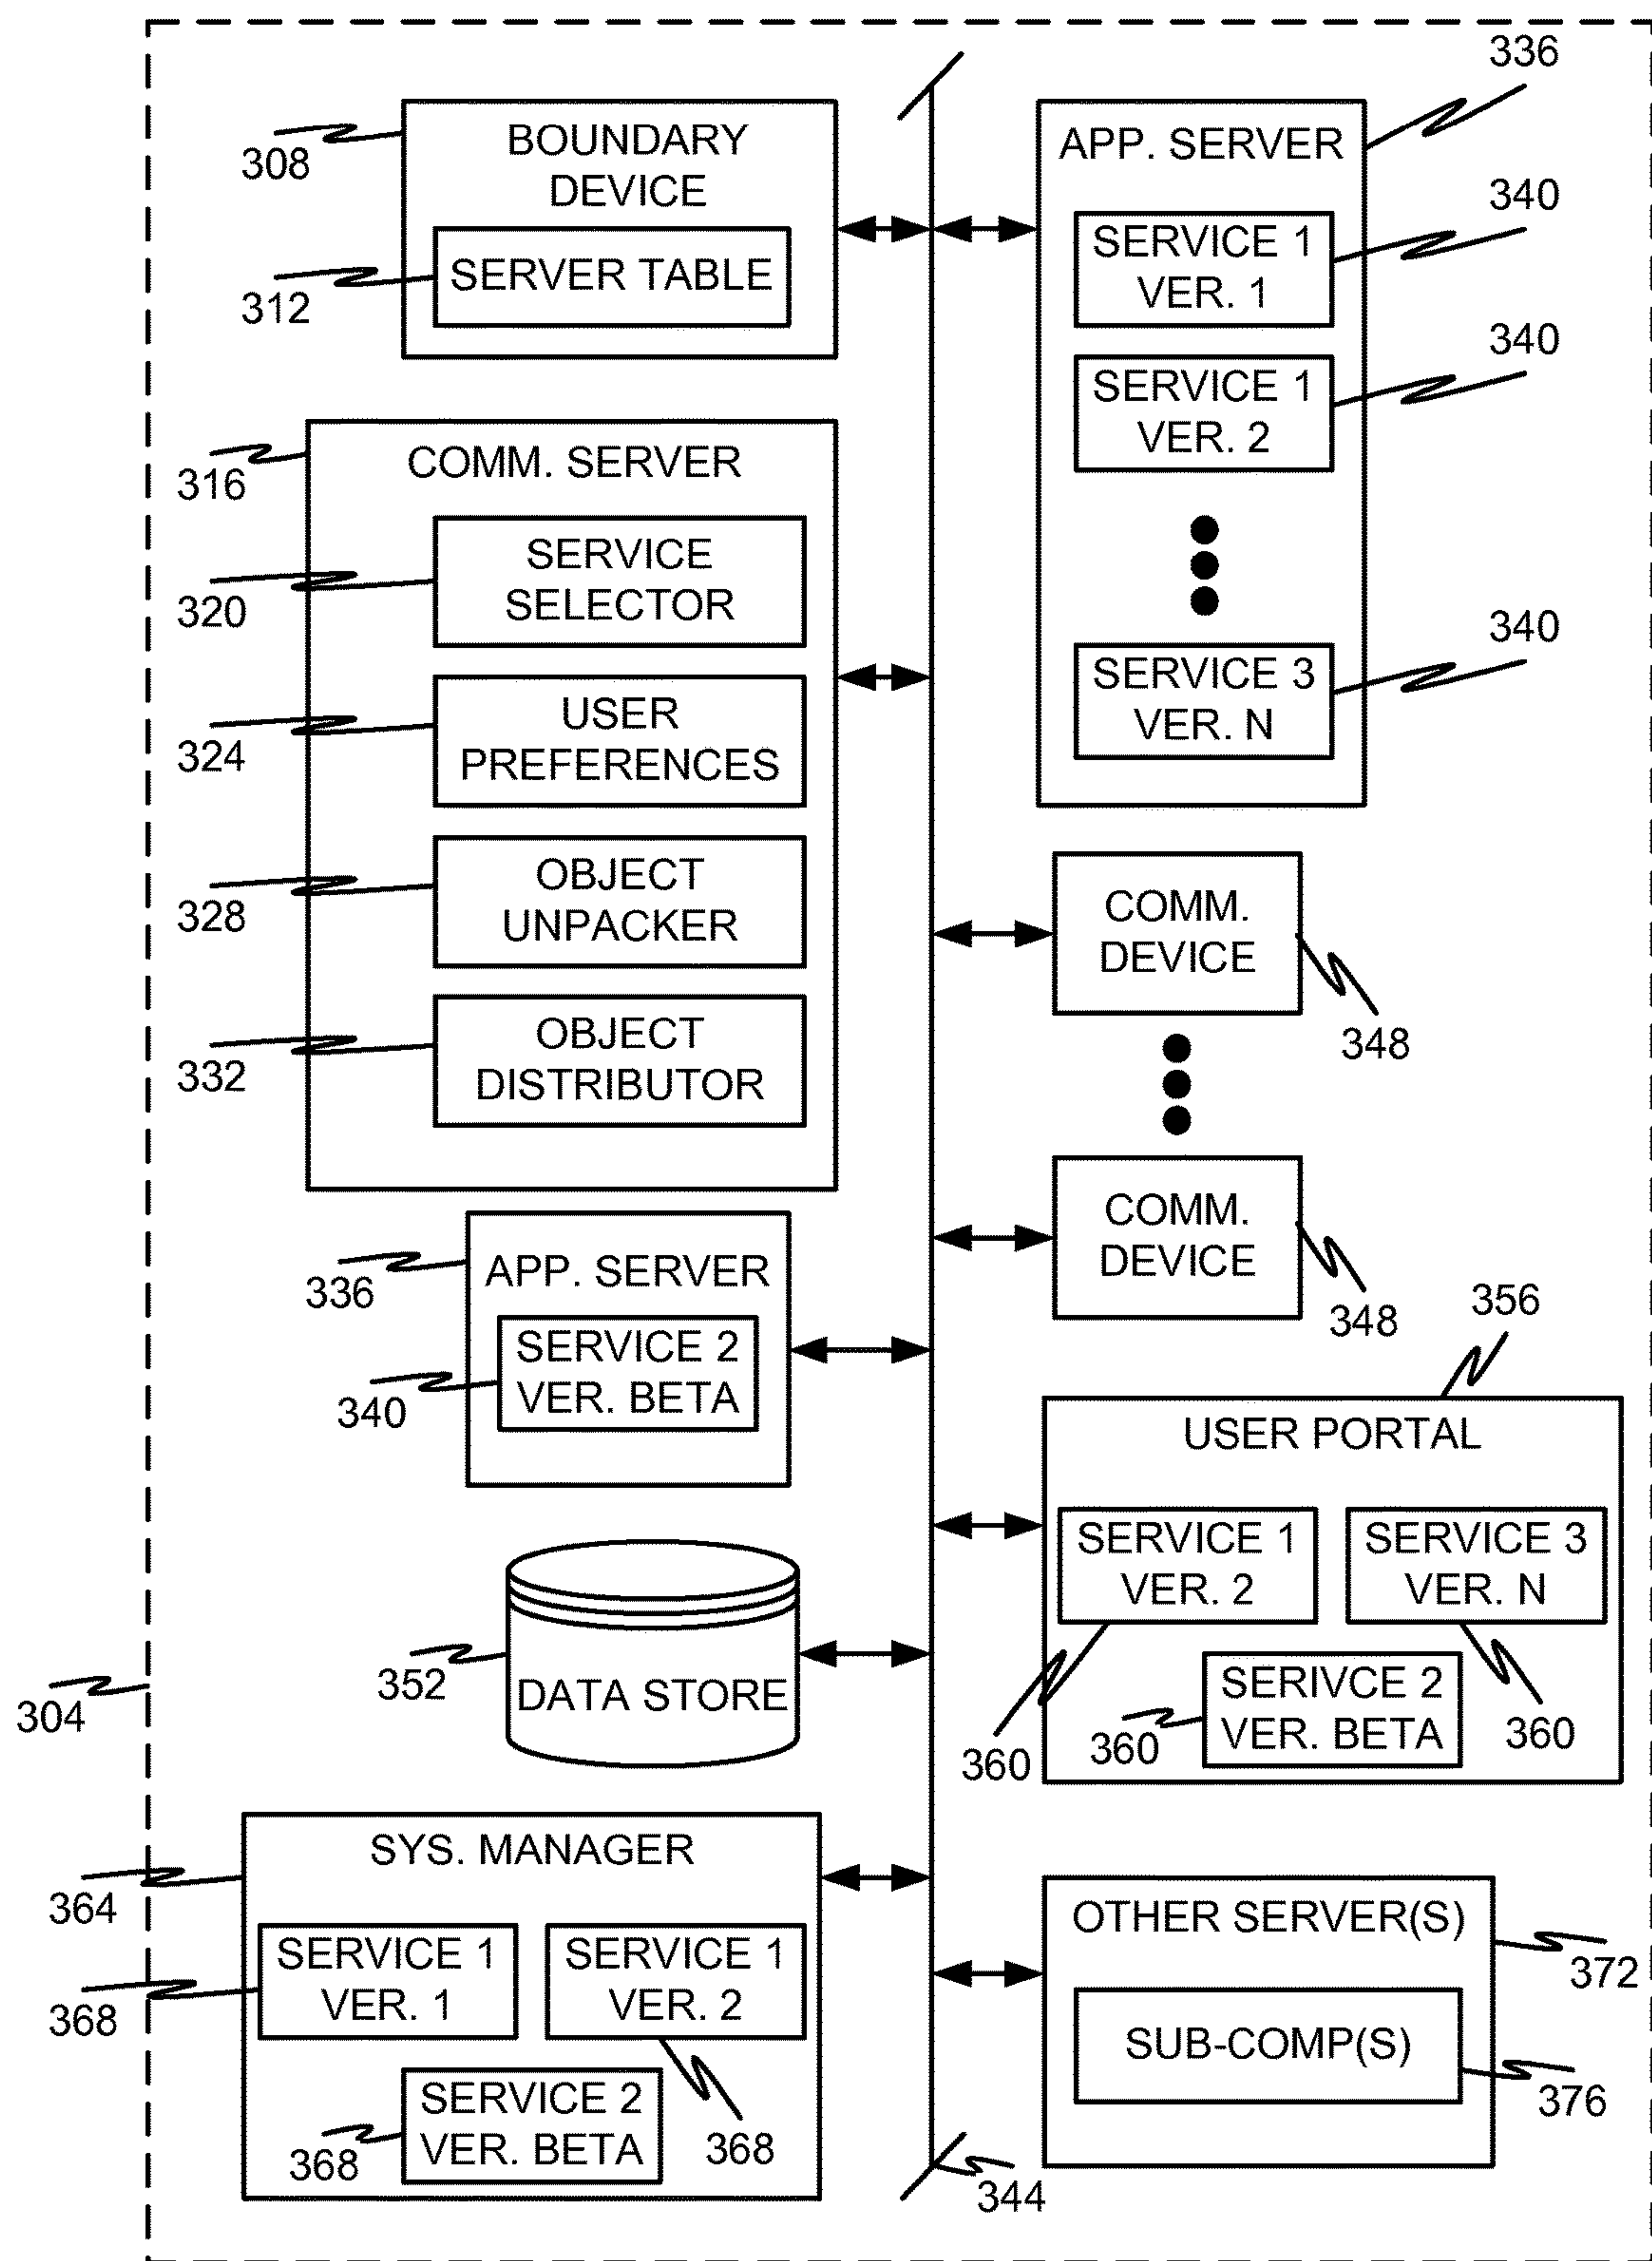 336
BOUNDARY
DEVICE
308
SERVER TABLE
312
APP. SERVER
340
SERVICE 1
VER. 1
340
SERVICE 1
VER. 2
340
SERVICE 3
VER. N
COMM. SERVER
316
SERVICE
SELECTOR
320
USER
PREFERENCES
324
OBJECT
UNPACKER
328
OBJECT
DISTRIBUTOR
332
COMM.
DEVICE
348
COMM.
DEVICE
348
APP. SERVER
336
SERVICE 2
VER. BETA
340
356
USER PORTAL
SERVICE 1
VER. 2
SERVICE 3
VER. N
SERIVCE 2
VER. BETA
360
360
360
DATA STORE
352
304
SYS. MANAGER
364
SERVICE 1
VER. 1
SERVICE 1
VER. 2
368
SERVICE 2
VER. BETA
368
368
OTHER SERVER(S)
372
SUB-COMP(S)
376
344